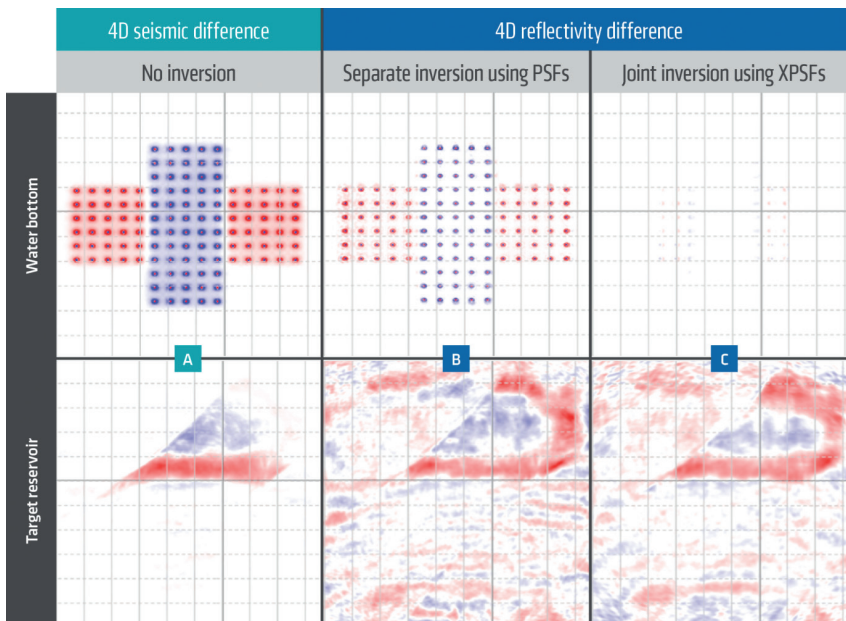 4D seismic difference
4D reflectivity difference
No inversion
Separate inversion using PSFs
Joint inversion using XPSFs
Water bottom
A
B
C
Target reservoir